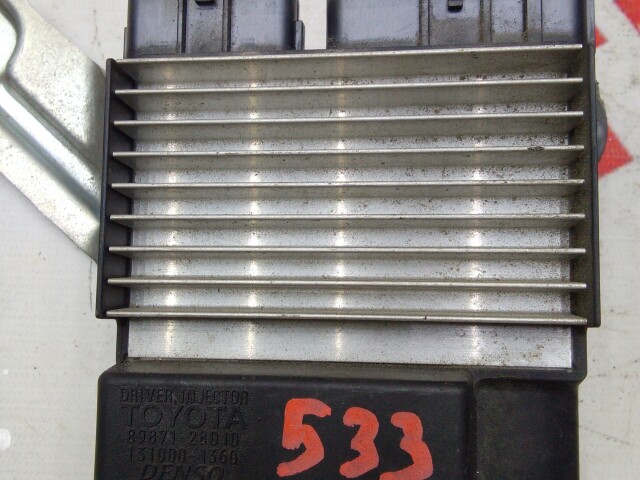 DRIVER, INJECTOR
TOYOTA
89871-28010
131000-1360
DENSO
533